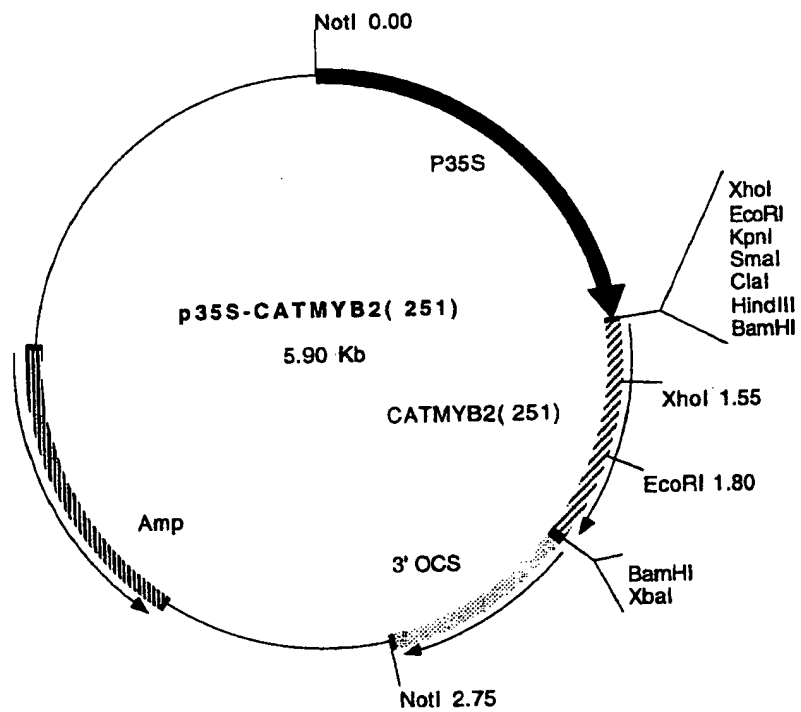 NotI 0.00
P35S
XhoI
EcoRI
KpnI
SmaI
ClaI
HindIII
BamHI
p35S-CATMYB2( 251)
5.90 Kb
CATMYB2( 251)
XhoI 1.55
EcoRI 1.80
Amp
3' OCS
BamHI
XbaI
NotI 2.75